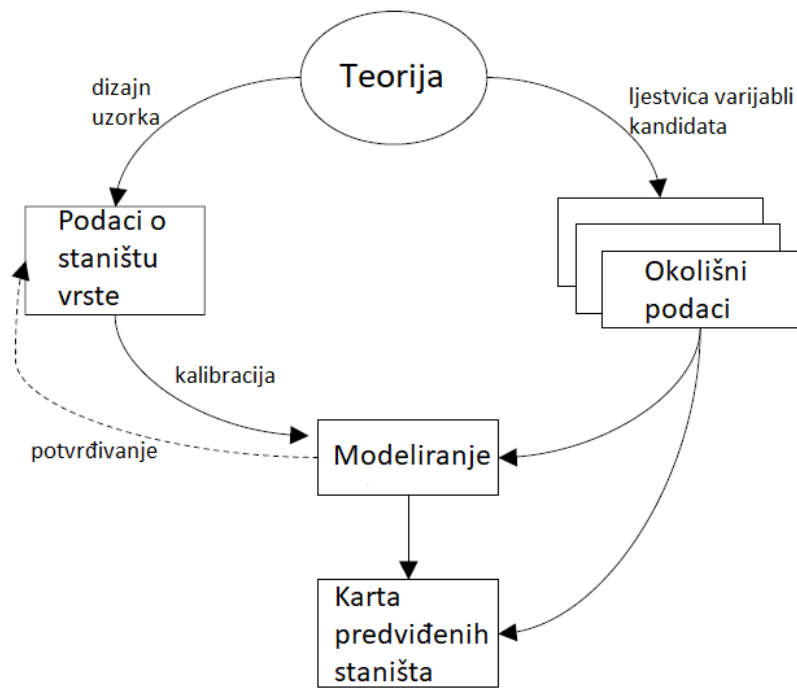 Teorija
dizajn
uzorka
ljestvica varijabli
kandidata
Podaci o
staništu
vrste
Okolišni
podaci
kalibracija
potvrđivanje
Modeliranje
Karta
predviđenih
staništa